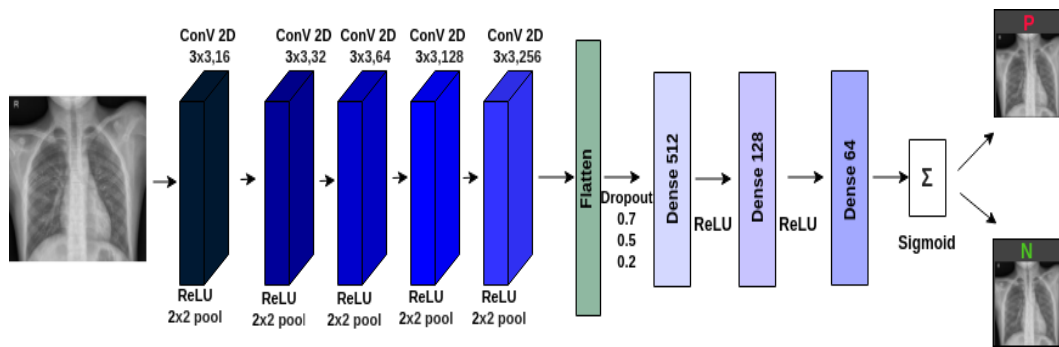 ConV 2D
3x3,16
ConV 2D
3x3,32
ConV 2D
3x3,64
ConV 2D
3x3,128
ConV 2D
3x3,256
R
ReLU
2x2 pool
ReLU
2x2 pool
ReLU
2x2 pool
ReLU
2x2 pool
ReLU
2x2 pool
Flatten
Dropout
0.7
0.5
0.2
Dense 512
ReLU
Dense 128
ReLU
Dense 64
Σ
Sigmoid
P
N